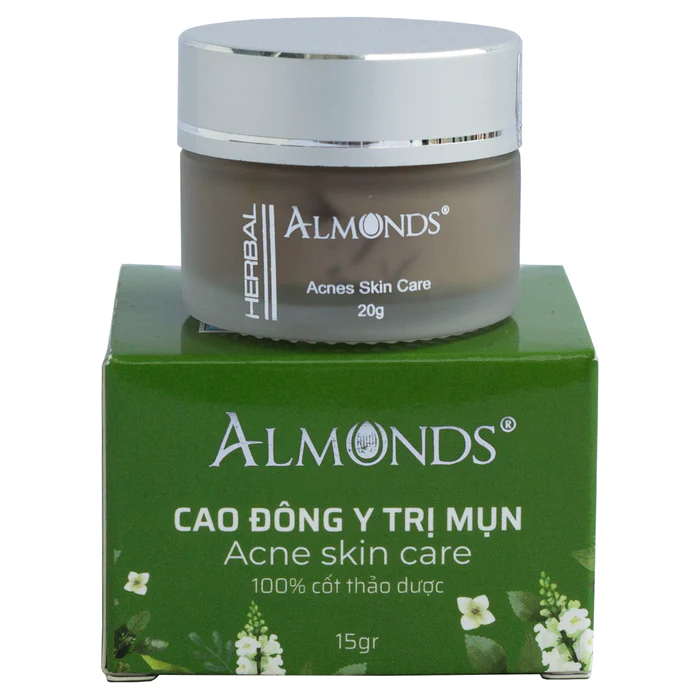 HERBAL
ALMONDS®
Acnes Skin Care
20g
ALMONDS®
CAO ĐÔNG Y TRỊ MỤN
Acne skin care
100% cốt thảo dược
15gr